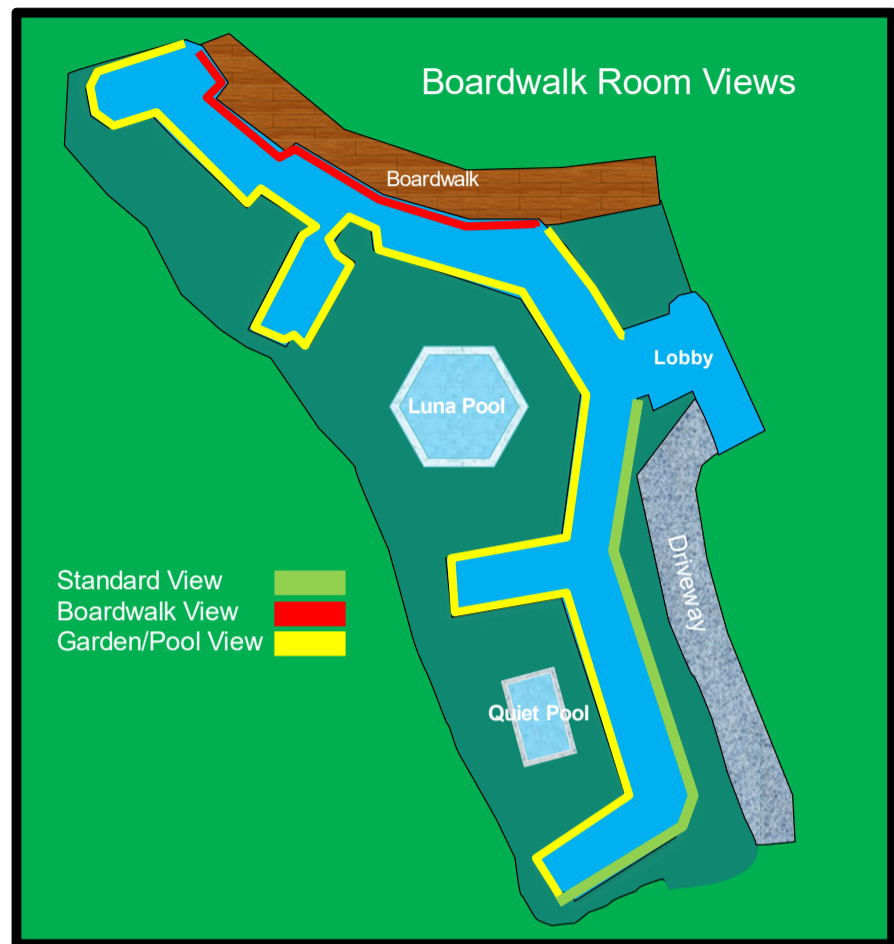 Boardwalk Room Views
Boardwalk
Lobby
Luna Pool
Driveway
Standard View
Boardwalk View
Garden/Pool View
Quiet Pool